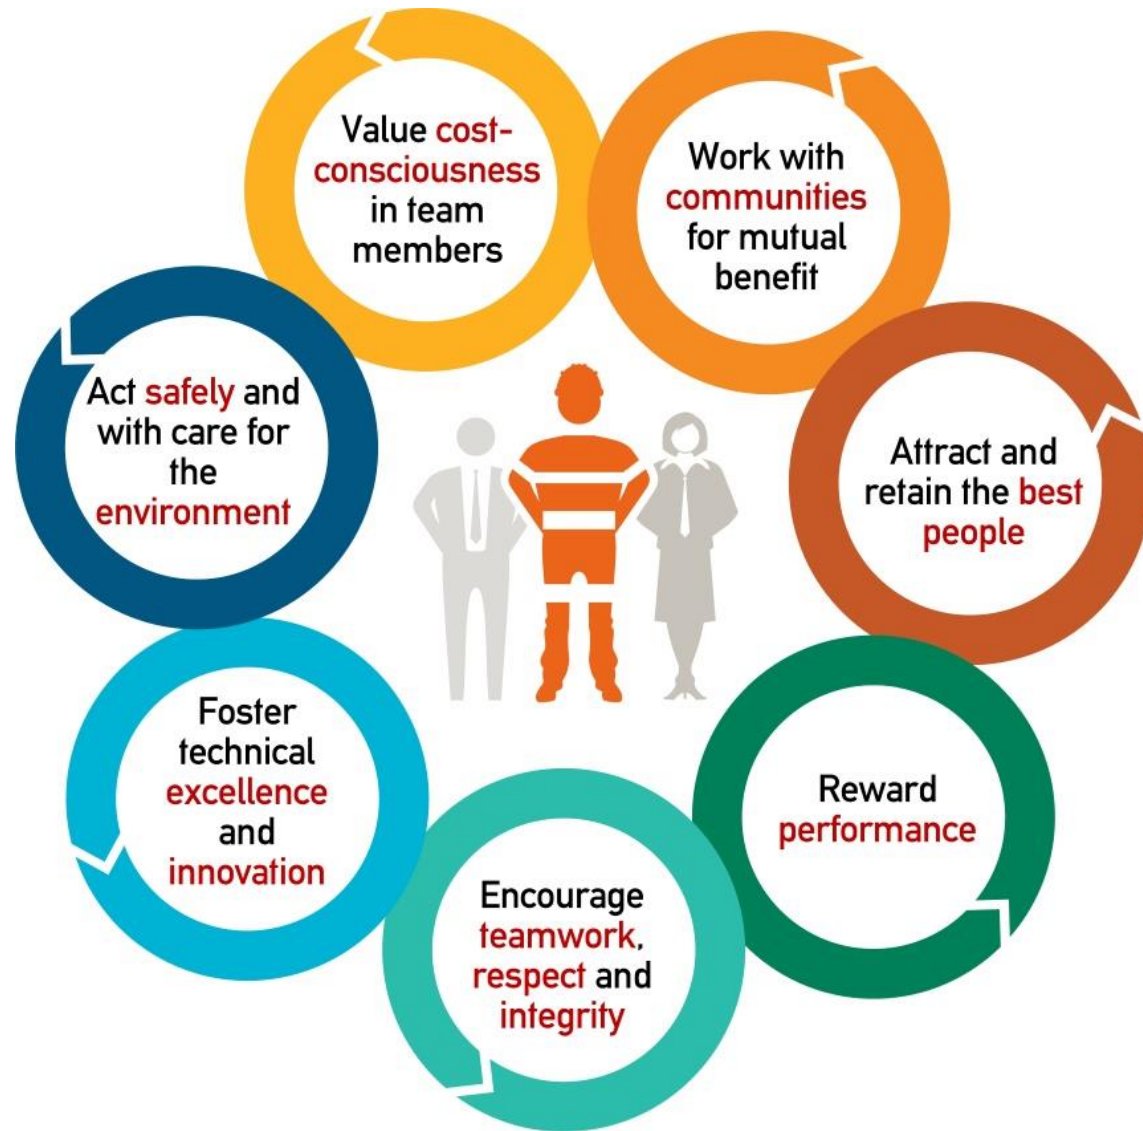 Value cost-
consciousness
in team
members
Work with
communities
for mutual
benefit
Attract and
retain the best
people
Reward
performance
Encourage
teamwork,
respect and
integrity
Foster
technical
excellence
and
innovation
Act safely and
with care for
the
environment